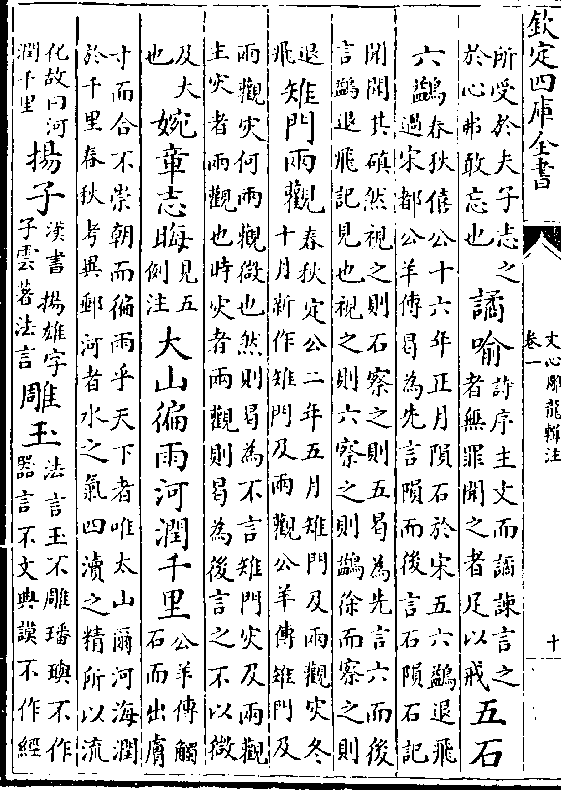 欽定四庫全書
文心雕龍輯注
卷一
十
所受於夫子志之
於心弗敢忘也
譎喻
詩序主文而譎諫言之
者無罪聞之者足以戒
五石
六鷁
春秋僖公十六年正月隕石於宋五六鷁退飛
過宋都公羊傳曷為先言隕而後言石隕石記
聞聞其磌然視之則石察之則五曷為先言六而後
言鷁退飛記見也視之則六察之則鷁徐而察之則
退
飛
雉門兩觀
春秋定公二年五月雉門及兩觀災冬
十月新作雉門及兩觀公羊傳雉門及
兩觀災何兩觀微也然則曷為不言雉門災及兩觀
主災者兩觀也時災者兩觀則曷為後言之不以微
及大
也
婉章志晦
見五
例注
大山徧雨河潤千里
公羊傳觸
石而出膚
寸而合不崇朝而徧雨乎天下者唯太山爾河海潤
於千里春秋考異郵河者水之氣四瀆之精所以流
化故曰河
潤千里
揚子
漢書揚雄字
子雲著法言
雕玉
法言玉不雕璠璵不作
器言不文典謨不作經